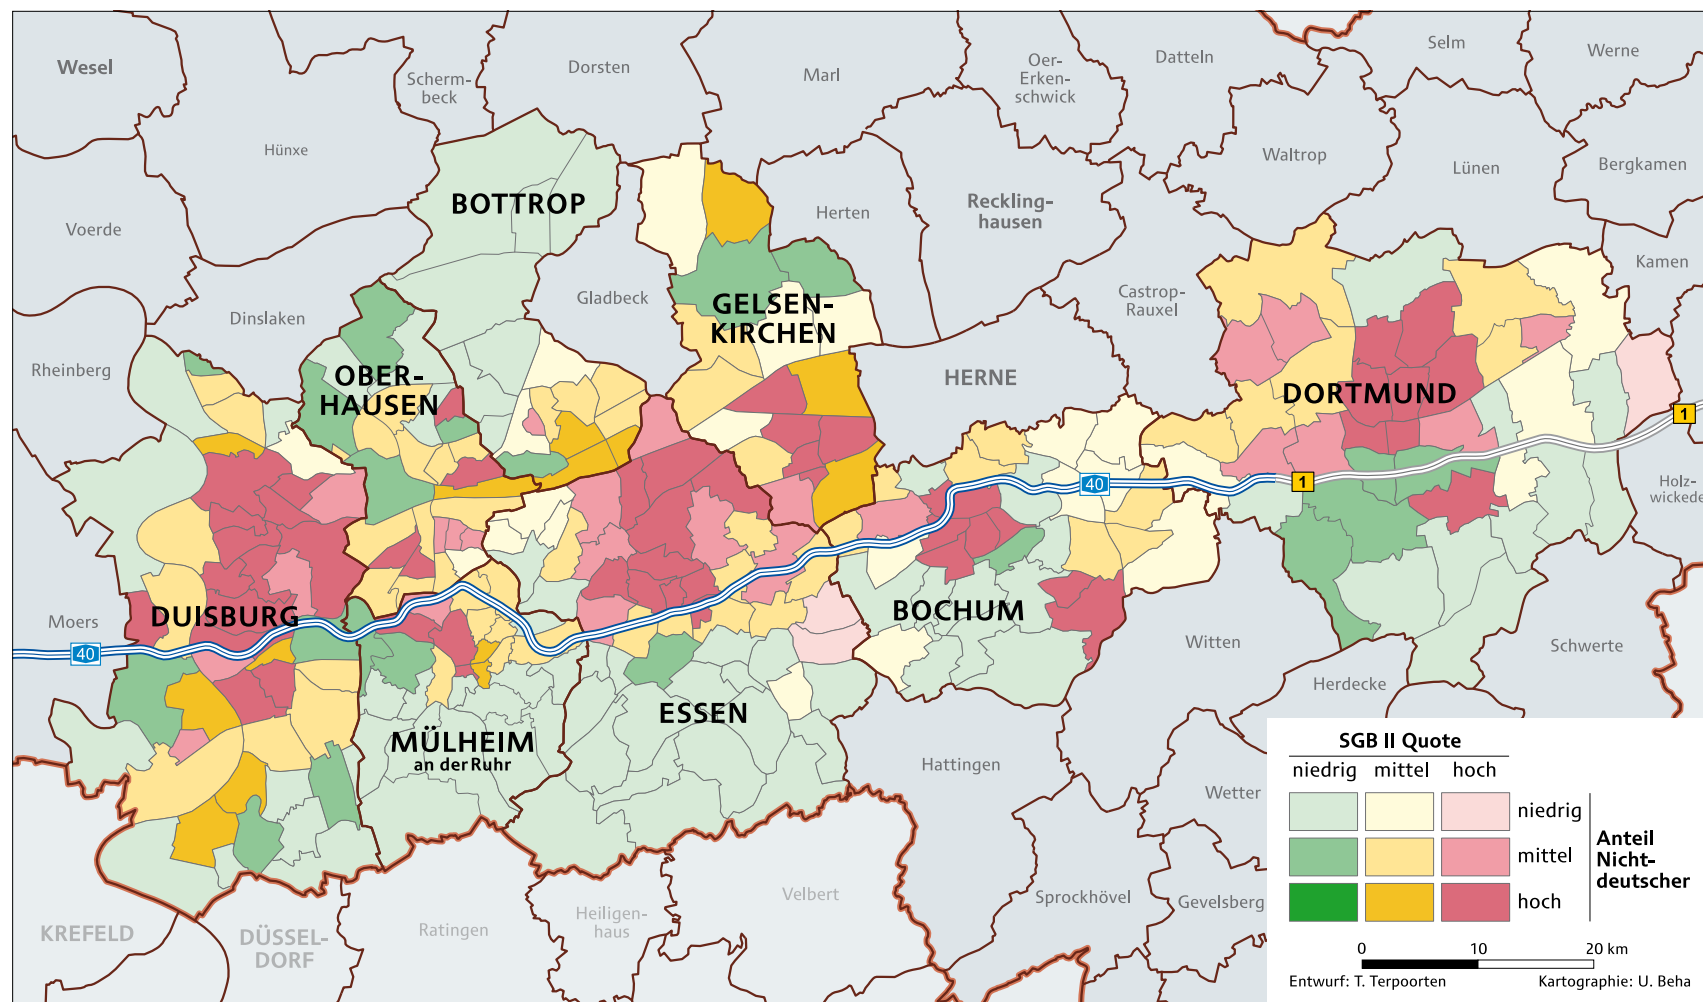 Wesel
Scherm-
beck
Dorsten
Marl
Oer-
Erken-
schwick
Datteln
Selm
Werne
Hünxe
Waltrop
Lünen
Bergkamen
Voerde
BOTTROP
Herten
Reckling-
hausen
Kamen
Dinslaken
Gladbeck
GELSEN-
KIRCHEN
Castrop-
Rauxel
Rheinberg
OBER-
HAUSEN
HERNE
DORTMUND
1
40
1
Holz-
wickede
DUISBURG
Moers
BOCHUM
Witten
Schwerte
40
Herdecke
ESSEN
MÜLHEIM
an der Ruhr
Hattingen
Wetter
Sprockhövel
Gevelsberg
Velbert
Heiligen-
haus
Ratingen
KREFELD
DÜSSEL-
DORF
SGB II Quote
niedrig mittel hoch
niedrig
mittel
hoch
Anteil
Nicht-
deutscher
0 10 20 km
Entwurf: T. Terpoorten Kartographie: U. Beha